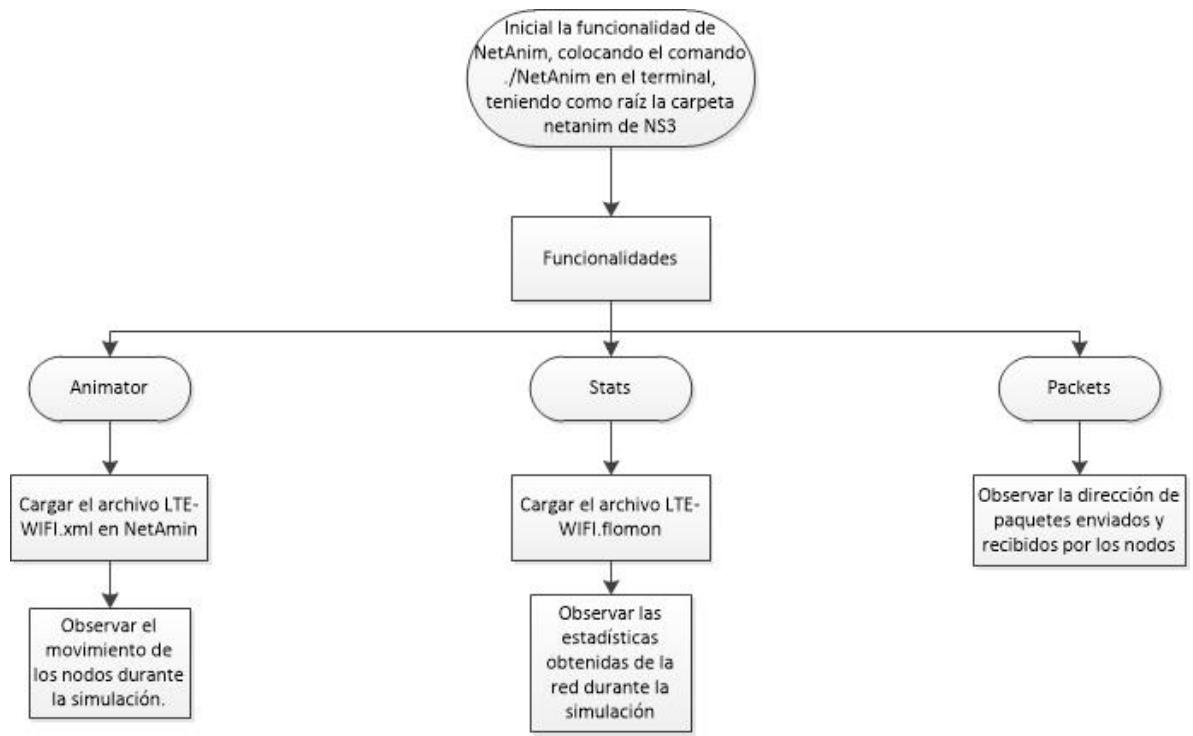 Inicial la funcionalidad de
NetAnim, colocando el comando
./NetAnim en el terminal,
teniendo como raíz la carpeta
netanim de NS3
Funcionalidades
Animator
Stats
Packets
Cargar el archivo LTE-
WIFI.xml en NetAmin
Cargar el archivo LTE-
WIFI.flomon
Observar la dirección de
paquetes enviados y
recibidos por los nodos
Observar el
movimiento de
los nodos durante
la simulación.
Observar las
estadísticas
obtenidas de la
red durante la
simulación